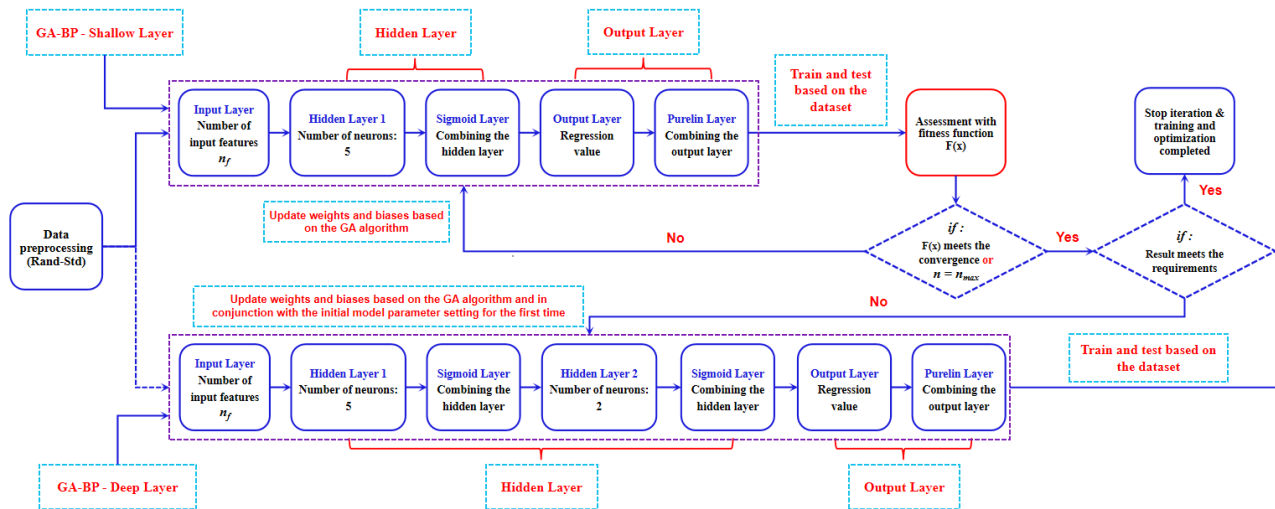 GA-BP - Shallow Layer
Hidden Layer
Output Layer
Train and test
based on the
dataset
Input Layer
Number of
input features
n_f
Hidden Layer 1
Number of neurons:
5
Sigmoid Layer
Combining the
hidden layer
Output Layer
Regression
value
Purelin Layer
Combining the
output layer
Assessment with
fitness function
F(x)
Stop iteration &
training and
optimization
completed
Update weights and biases based
on the GA algorithm
No
if :
F(x) meets the
convergence or
n = n_max
Yes
if :
Result meets the
requirements
Yes
Data
preprocessing
(Rand-Std)
Update weights and biases based on the GA algorithm and in
conjunction with the initial model parameter setting for the first time
No
Input Layer
Number of
input features
n_f
Hidden Layer 1
Number of neurons:
5
Sigmoid Layer
Combining the
hidden layer
Hidden Layer 2
Number of neurons:
2
Sigmoid Layer
Combining the
hidden layer
Output Layer
Regression
value
Purelin Layer
Combining the
output layer
Train and test based on
the dataset
GA-BP - Deep Layer
Hidden Layer
Output Layer